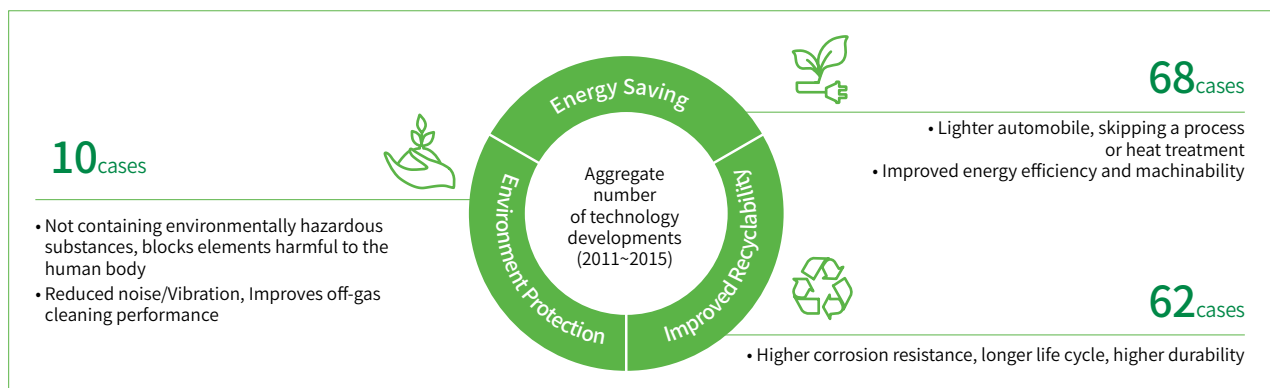 Energy Saving
Environment Protection
Improved Recyclability
Aggregate
number
of technology
developments
(2011~2015)
10cases
• Not containing environmentally hazardous
substances, blocks elements harmful to the
human body
• Reduced noise/Vibration, Improves off-gas
cleaning performance
68cases
• Lighter automobile, skipping a process
or heat treatment
• Improved energy efficiency and machinability
62cases
• Higher corrosion resistance, longer life cycle, higher durability